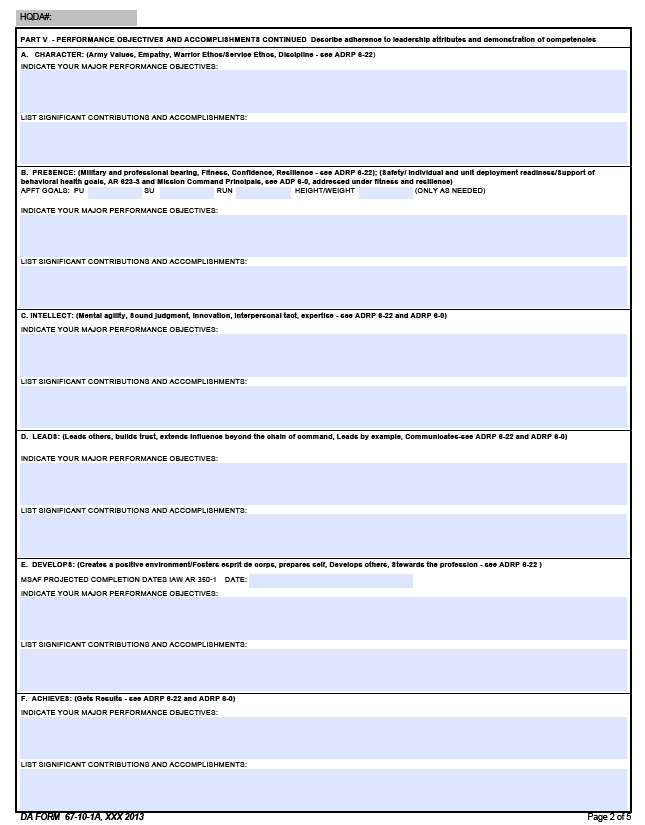 HQDA#:
PART V - PERFORMANCE OBJECTIVES AND ACCOMPLISHMENTS CONTINUED Describe adherence to leadership attributes and demonstration of competencies
A. CHARACTER: (Army Values, Empathy, Warrior Ethos/Service Ethos, Discipline - see ADRP 6-22)
INDICATE YOUR MAJOR PERFORMANCE OBJECTIVES:
LIST SIGNIFICANT CONTRIBUTIONS AND ACCOMPLISHMENTS:
B. PRESENCE: (Military and professional bearing, Fitness, Confidence, Resilience - see ADRP 6-22); (Safety/ Individual and unit deployment readiness/Support of
behavioral health goals, AR 623-3 and Mission Command Principals, see ADP 6-0, addressed under fitness and resilience)
APFT GOALS: PU SU RUN HEIGHT/WEIGHT (ONLY AS NEEDED)
INDICATE YOUR MAJOR PERFORMANCE OBJECTIVES:
LIST SIGNIFICANT CONTRIBUTIONS AND ACCOMPLISHMENTS:
C. INTELLECT: (Mental agility, Sound judgment, Innovation, Interpersonal tact, expertise - see ADRP 6-22 and ADRP 6-0)
INDICATE YOUR MAJOR PERFORMANCE OBJECTIVES:
LIST SIGNIFICANT CONTRIBUTIONS AND ACCOMPLISHMENTS:
D. LEADS: (Leads others, builds trust, extends influence beyond the chain of command, Leads by example, Communicates-see ADRP 6-22 and ADRP 6-0)
INDICATE YOUR MAJOR PERFORMANCE OBJECTIVES:
LIST SIGNIFICANT CONTRIBUTIONS AND ACCOMPLISHMENTS:
E. DEVELOPS: (Creates a positive environment/Fosters esprit de corps, prepares self, Develops others, Stewards the profession - see ADRP 6-22 )
MSAF PROJECTED COMPLETION DATES IAW AR 350-1 DATE:
INDICATE YOUR MAJOR PERFORMANCE OBJECTIVES:
LIST SIGNIFICANT CONTRIBUTIONS AND ACCOMPLISHMENTS:
F. ACHIEVES: (Gets Results - see ADRP 6-22 and ADRP 6-0)
INDICATE YOUR MAJOR PERFORMANCE OBJECTIVES:
LIST SIGNIFICANT CONTRIBUTIONS AND ACCOMPLISHMENTS:
DA FORM 67-10-1A, XXX 2013 Page 2 of 5